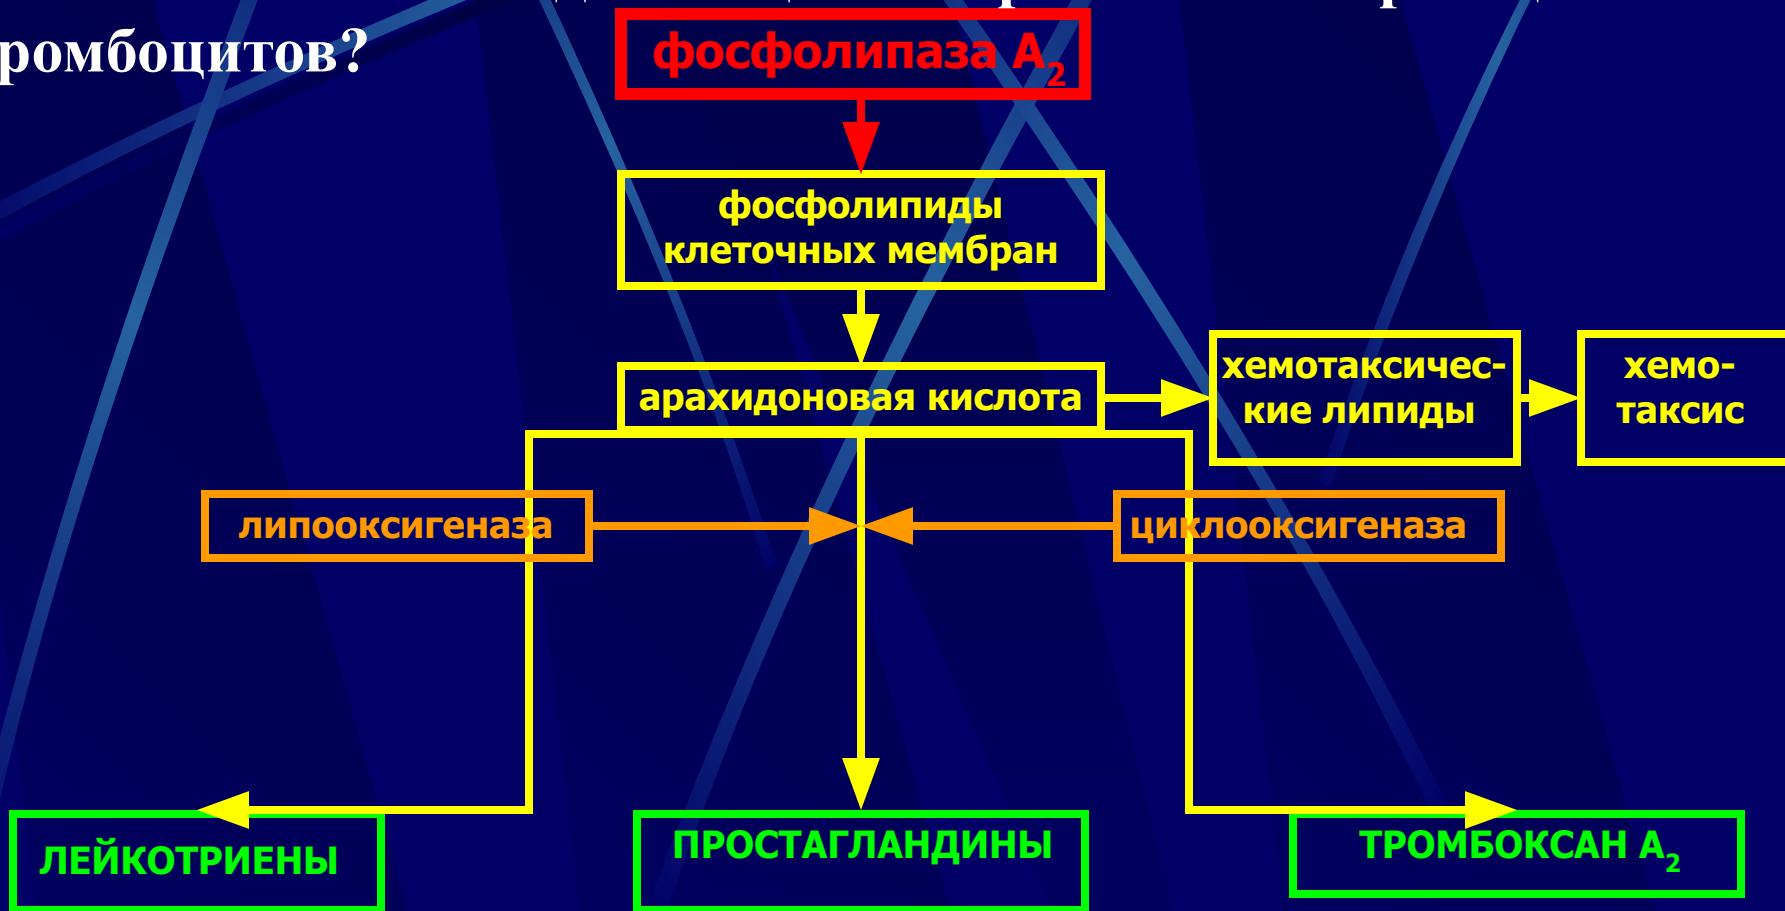 ромбоцитов?
фосфолипаза А2
фосфолипиды
клеточных мембран
арахидоновая кислота
хемотаксичес-
кие липиды
хемо-
таксис
липооксигеназа
циклооксигеназа
ЛЕЙКОТРИЕНЫ
ПРОСТАГЛАНДИНЫ
ТРОМБОКСАН А2